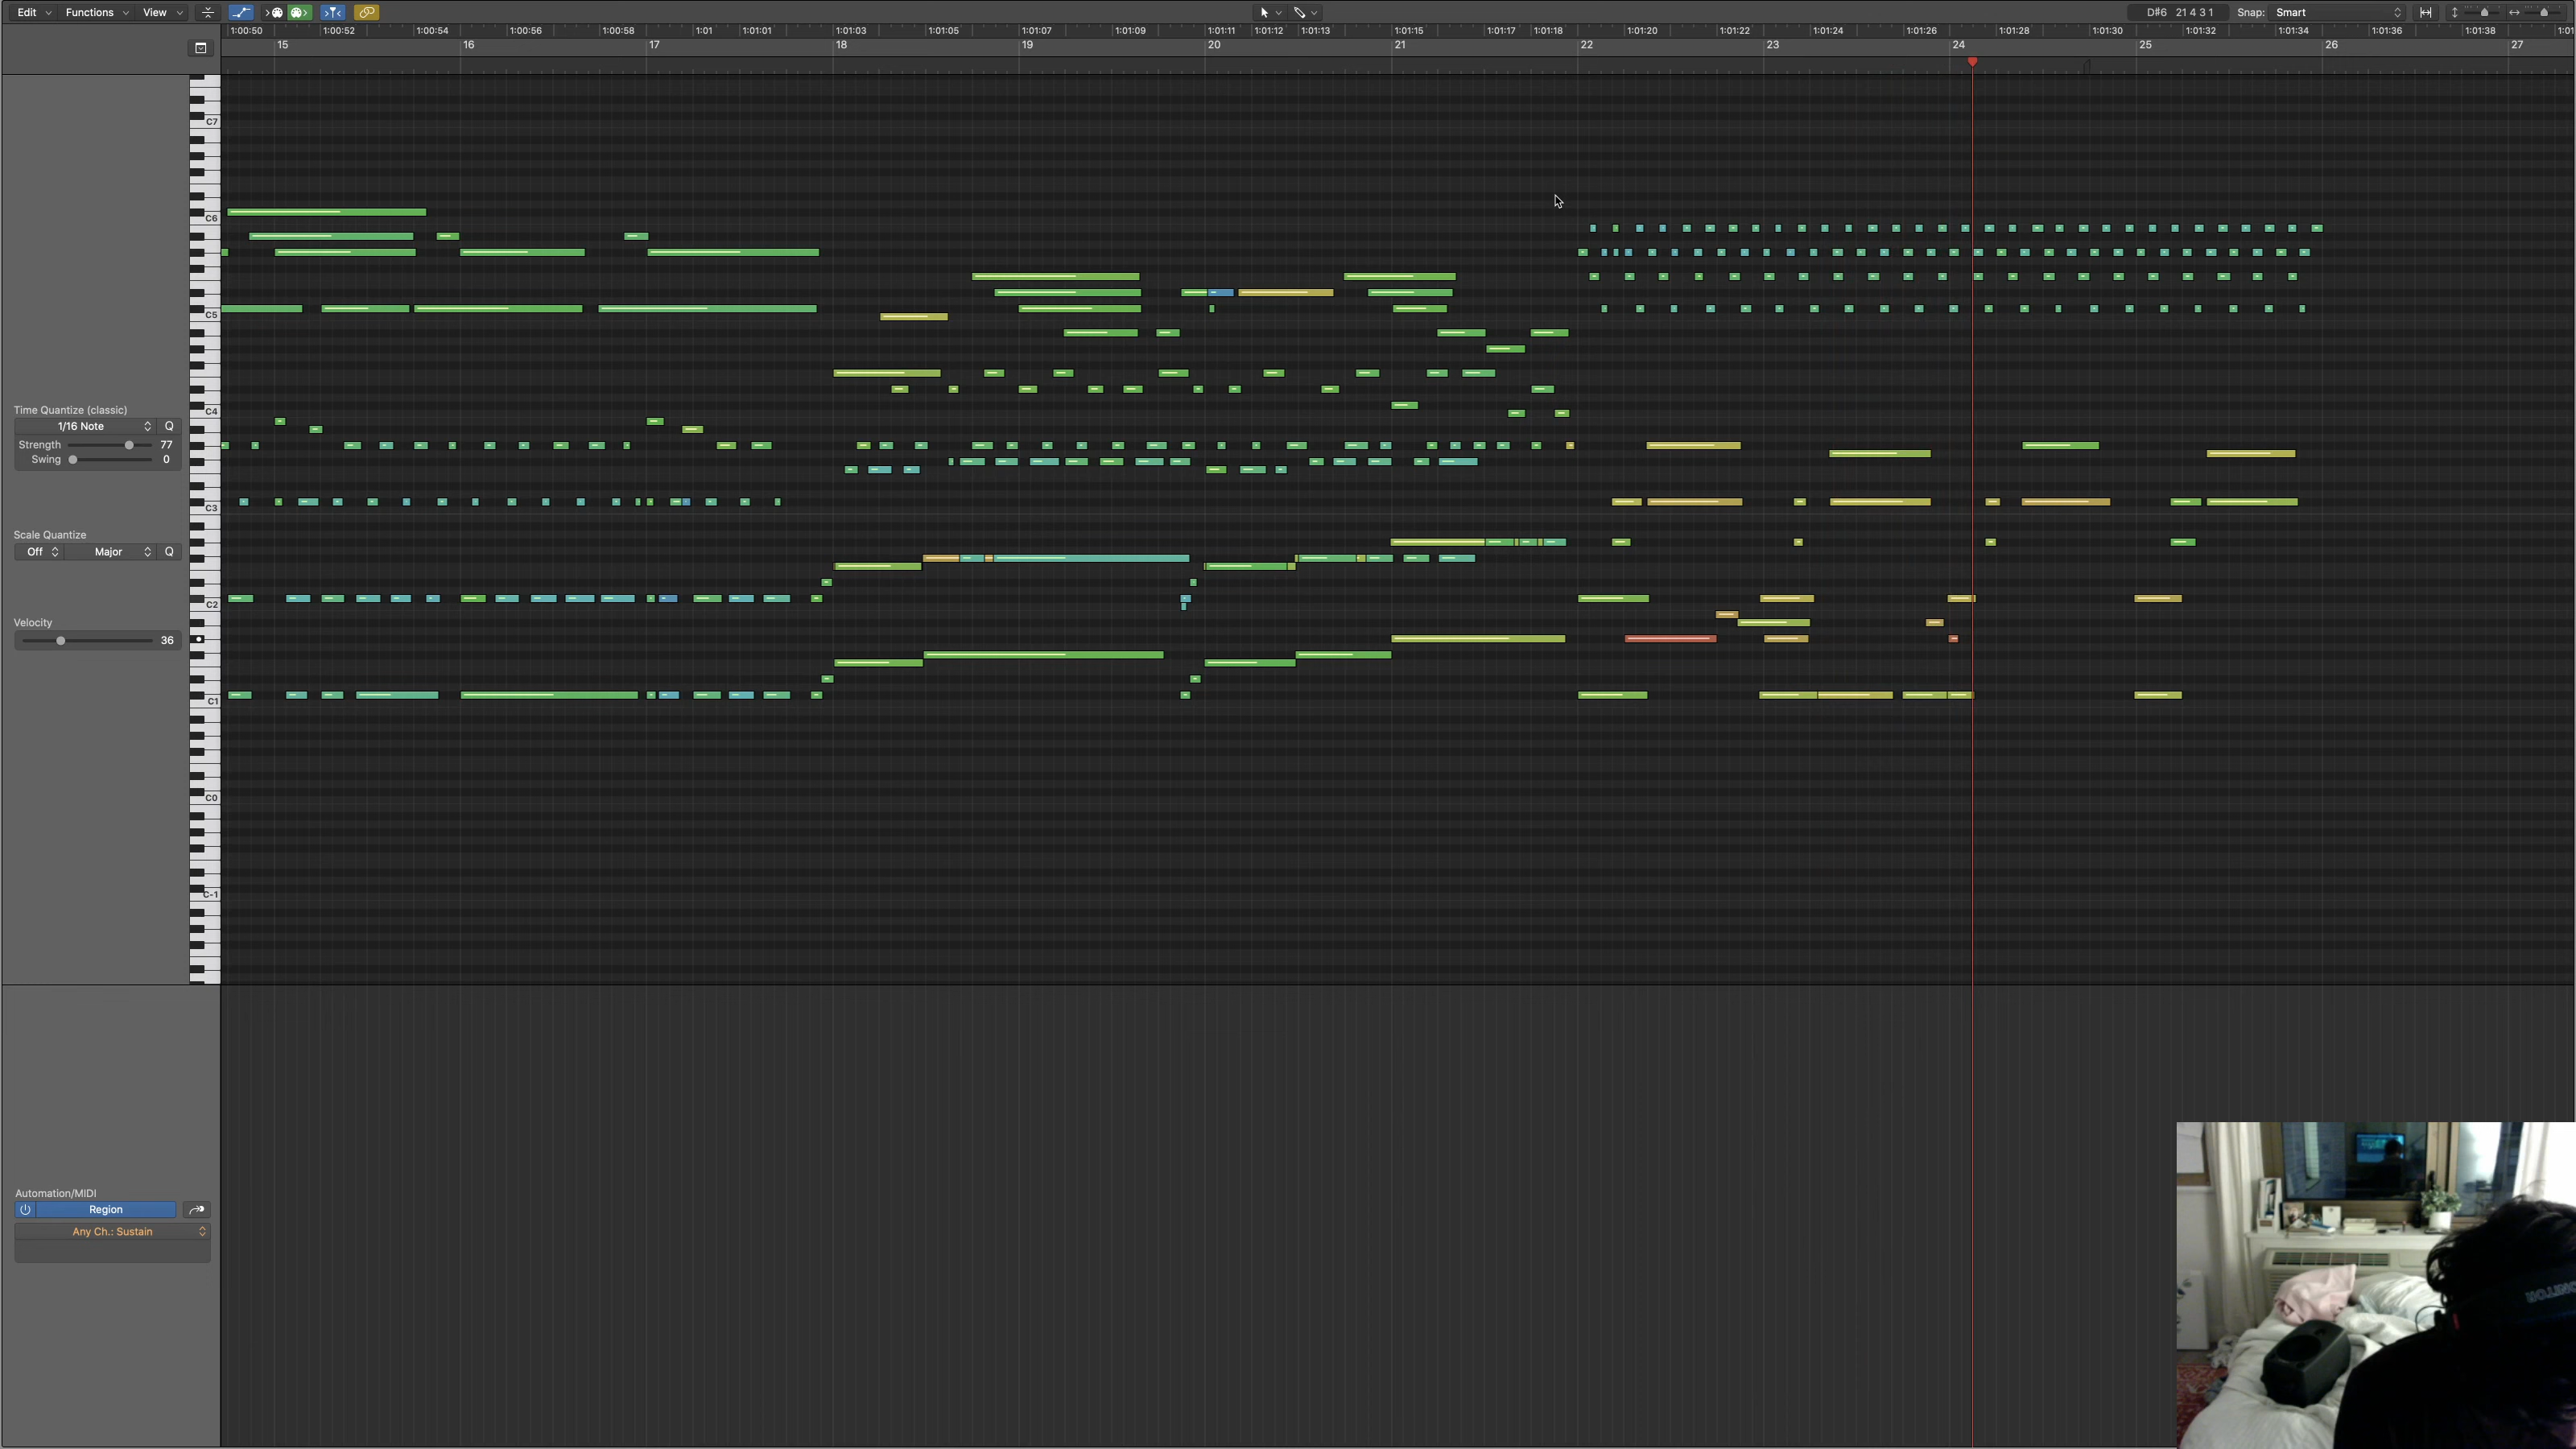 Edit Functions View D#6 21 4 3 1 Snap: Smart
1:00:50 1:00:52 1:00:54 1:00:56 1:00:58 1:01 1:01:01 1:01:03 1:01:05 1:01:07 1:01:09 1:01:11 1:01:12 1:01:13 1:01:15 1:01:17 1:01:18 1:01:20 1:01:22 1:01:24 1:01:26 1:01:28 1:01:30 1:01:32 1:01:34 1:01:36 1:01:38 1:01
15 16 17 18 19 20 21 22 23 24 25 26 27
C7
C6
C5
C4
Time Quantize (classic)
1/16 Note Q
Strength 77
Swing 0
C3
Scale Quantize
Off Major Q
C2
Velocity
36
C1
C0
C-1
Automation/MIDI
Region
Any Ch.: Sustain